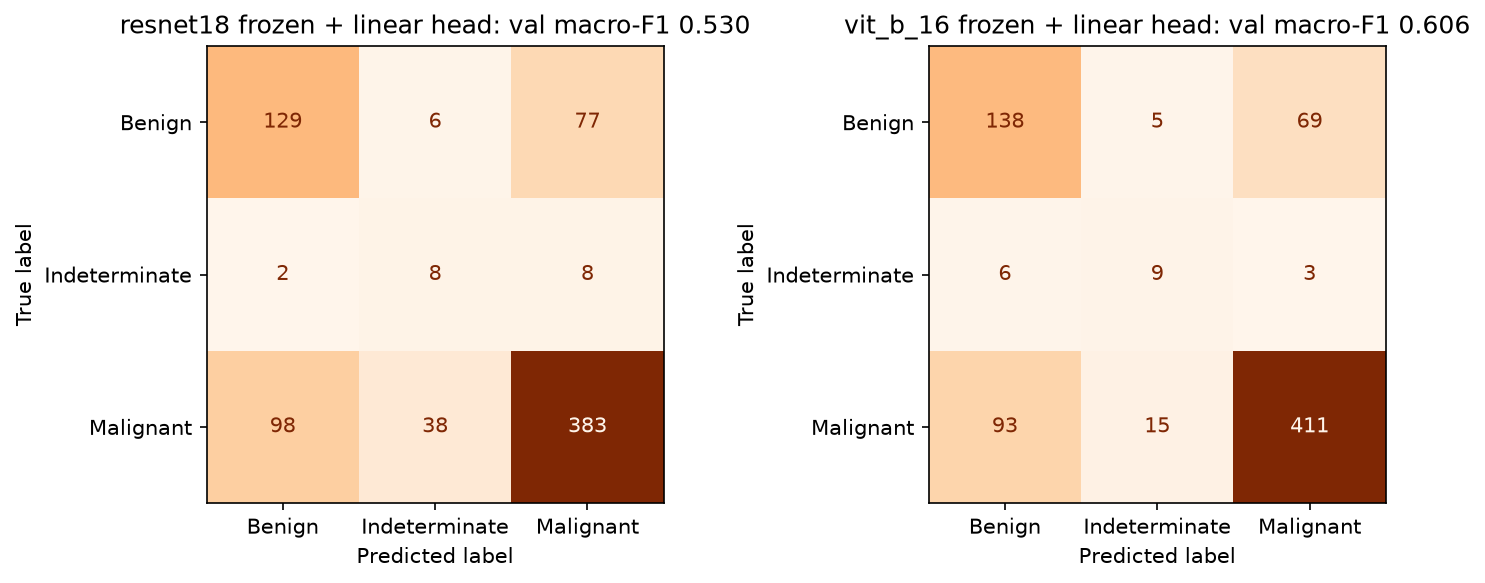 resnet18 frozen + linear head: val macro-F1 0.530
True label
Benign
129 6 77
Indeterminate
2 8 8
Malignant
98 38 383
Benign Indeterminate Malignant
Predicted label
vit_b_16 frozen + linear head: val macro-F1 0.606
True label
Benign
138 5 69
Indeterminate
6 9 3
Malignant
93 15 411
Benign Indeterminate Malignant
Predicted label